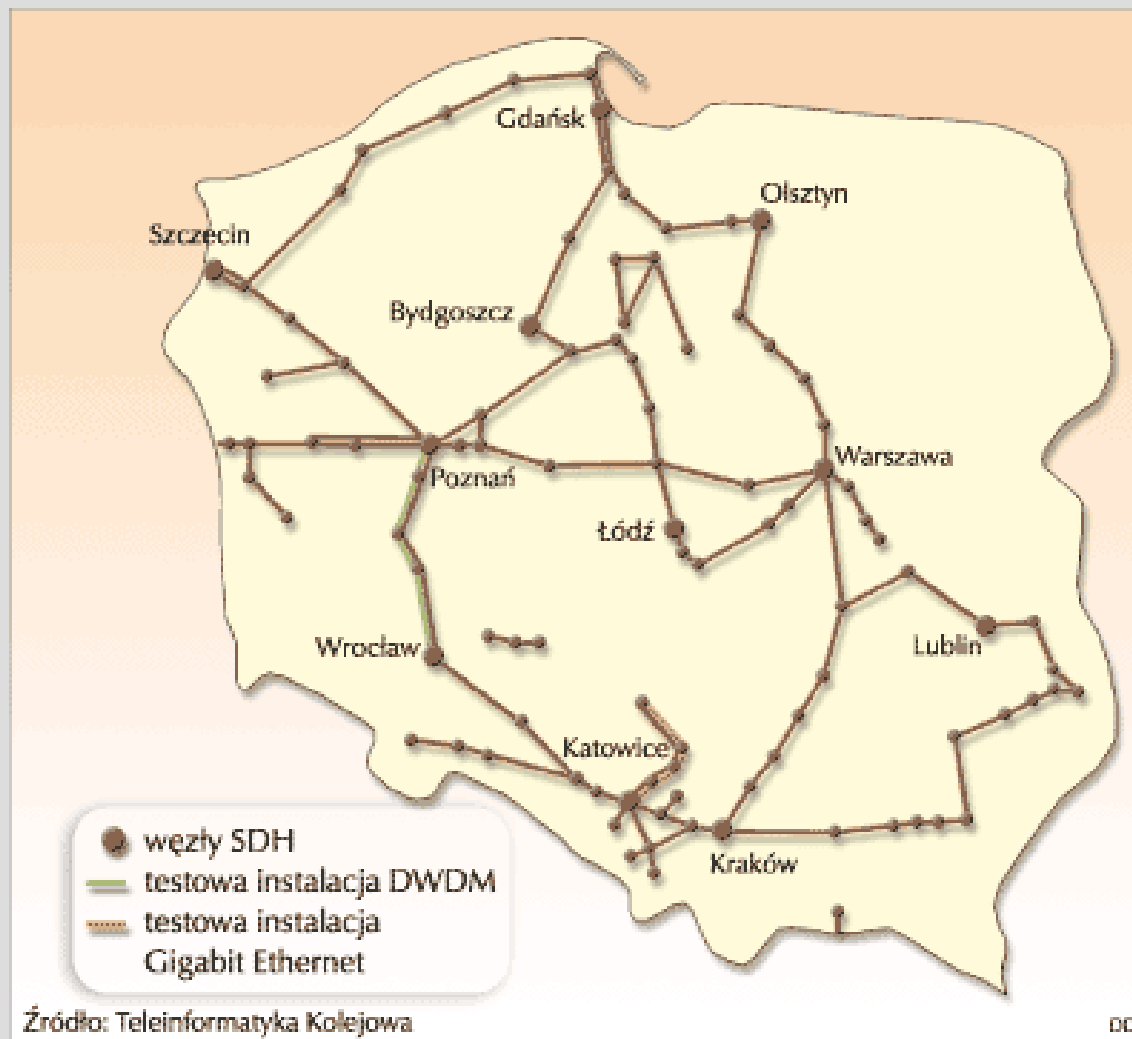 Gdańsk
Olsztyn
Szczecin
Bydgoszcz
Warszawa
Poznań
Łódź
Wrocław
Lublin
Katowice
Kraków
węzły SDH
testowa instalacja DWDM
testowa instalacja
Gigabit Ethernet
Źródło: Teleinformatyka Kolejowa